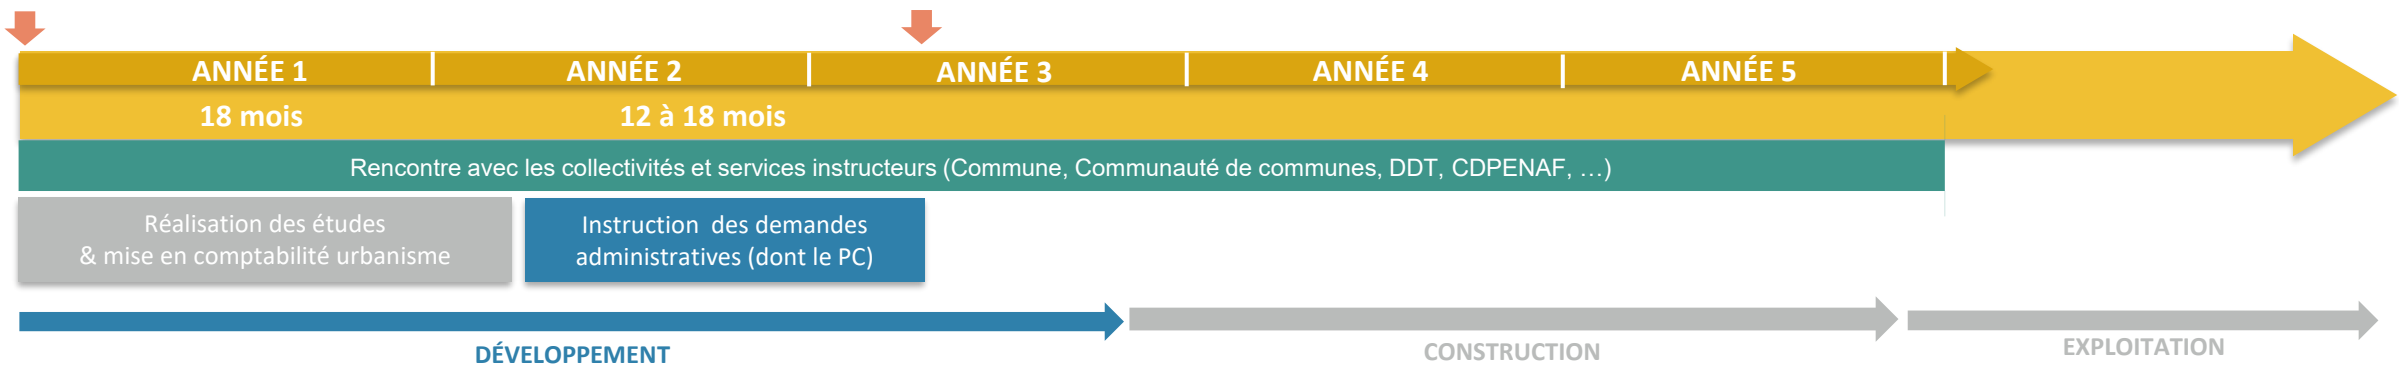 ANNÉE 1 ANNÉE 2 ANNÉE 3 ANNÉE 4 ANNÉE 5
18 mois 12 à 18 mois
Rencontre avec les collectivités et services instructeurs (Commune, Communauté de communes, DDT, CDPENAF, …)
Réalisation des études
& mise en comptabilité urbanisme
Instruction des demandes
administratives (dont le PC)
DÉVELOPPEMENT CONSTRUCTION EXPLOITATION